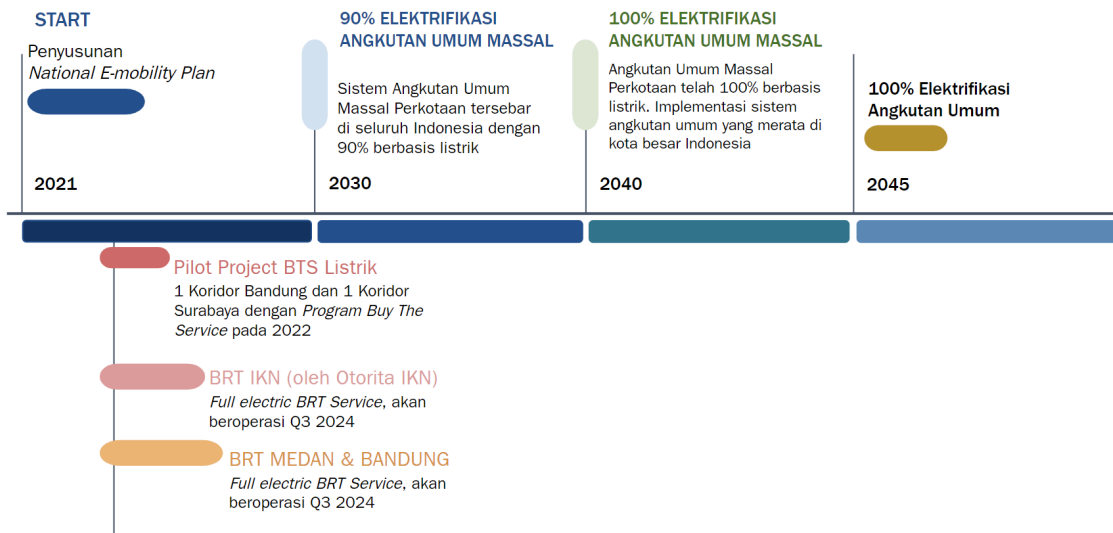 START
Penyusunan
National E-mobility Plan
2021
90% ELEKTRIFIKASI
ANGKUTAN UMUM MASSAL
Sistem Angkutan Umum
Massal Perkotaan tersebar
di seluruh Indonesia dengan
90% berbasis listrik
2030
100% ELEKTRIFIKASI
ANGKUTAN UMUM MASSAL
Angkutan Umum Massal
Perkotaan telah 100% berbasis
listrik. Implementasi sistem
angkutan umum yang merata di
kota besar Indonesia
2040
100% Elektrifikasi
Angkutan Umum
2045
Pilot Project BTS Listrik
1 Koridor Bandung dan 1 Koridor
Surabaya dengan Program Buy The
Service pada 2022
BRT IKN (oleh Otorita IKN)
Full electric BRT Service, akan
beroperasi Q3 2024
BRT MEDAN & BANDUNG
Full electric BRT Service, akan
beroperasi Q3 2024